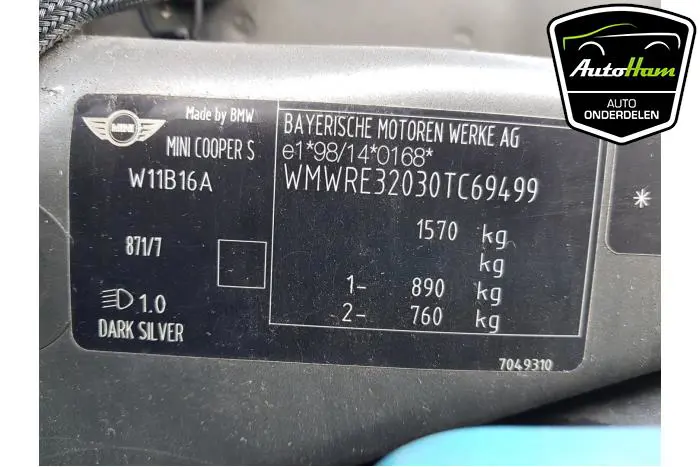 AutoHam
AUTO
ONDERDELEN
MINI
Made by BMW
MINI COOPER S
W11B16A
871/7
1.0
DARK SILVER
BAYERISCHE MOTOREN WERKE AG
e1*98/14*0168*
WMWRE32030TC69499
1570 kg
kg
1- 890 kg
2- 760 kg
7049310
*